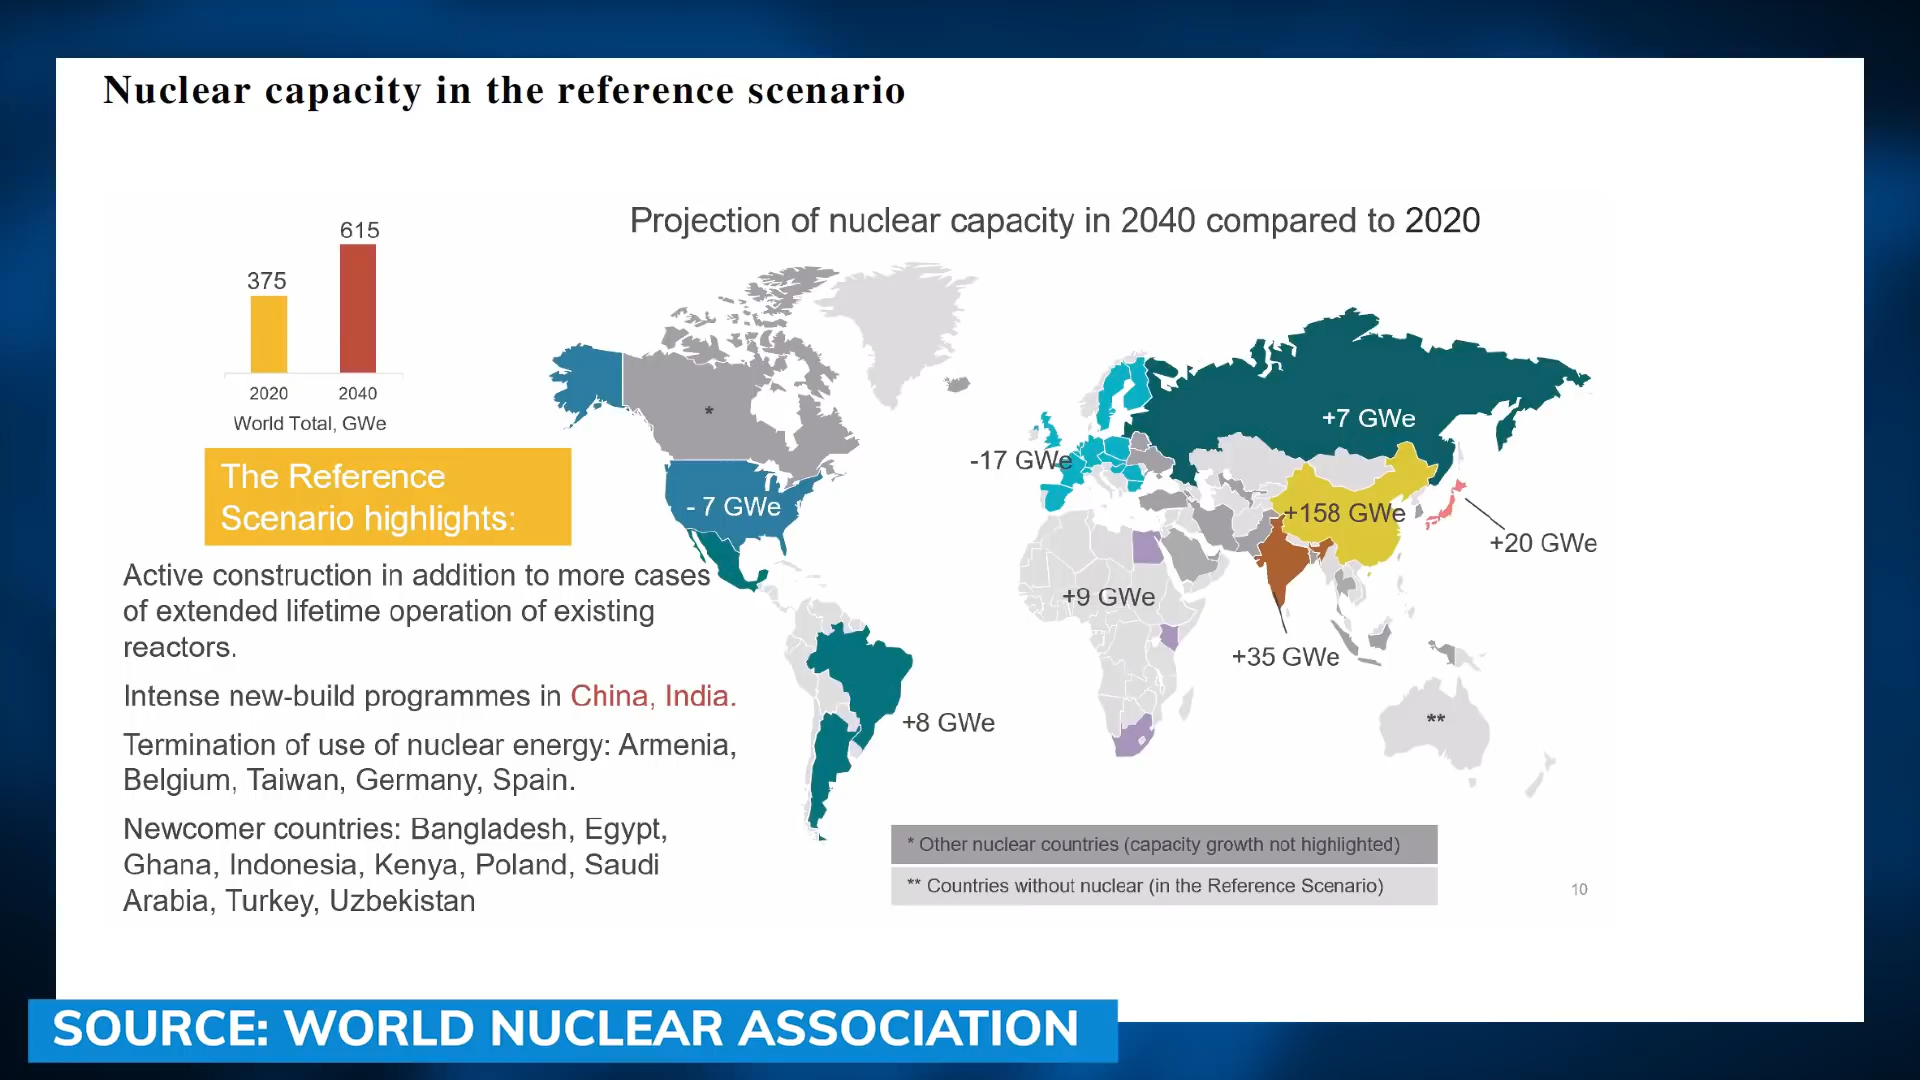 Nuclear capacity in the reference scenario
Projection of nuclear capacity in 2040 compared to 2020
615
375
2020
2040
World Total, GWe
The Reference
Scenario highlights:
Active construction in addition to more cases
of extended lifetime operation of existing
reactors.
Intense new-build programmes in China, India.
Termination of use of nuclear energy: Armenia,
Belgium, Taiwan, Germany, Spain.
Newcomer countries: Bangladesh, Egypt,
Ghana, Indonesia, Kenya, Poland, Saudi
Arabia, Turkey, Uzbekistan
*
+7 GWe
-17 GWe
- 7 GWe
+158 GWe
+20 GWe
+9 GWe
+35 GWe
+8 GWe
**
* Other nuclear countries (capacity growth not highlighted)
** Countries without nuclear (in the Reference Scenario)
10
SOURCE: WORLD NUCLEAR ASSOCIATION